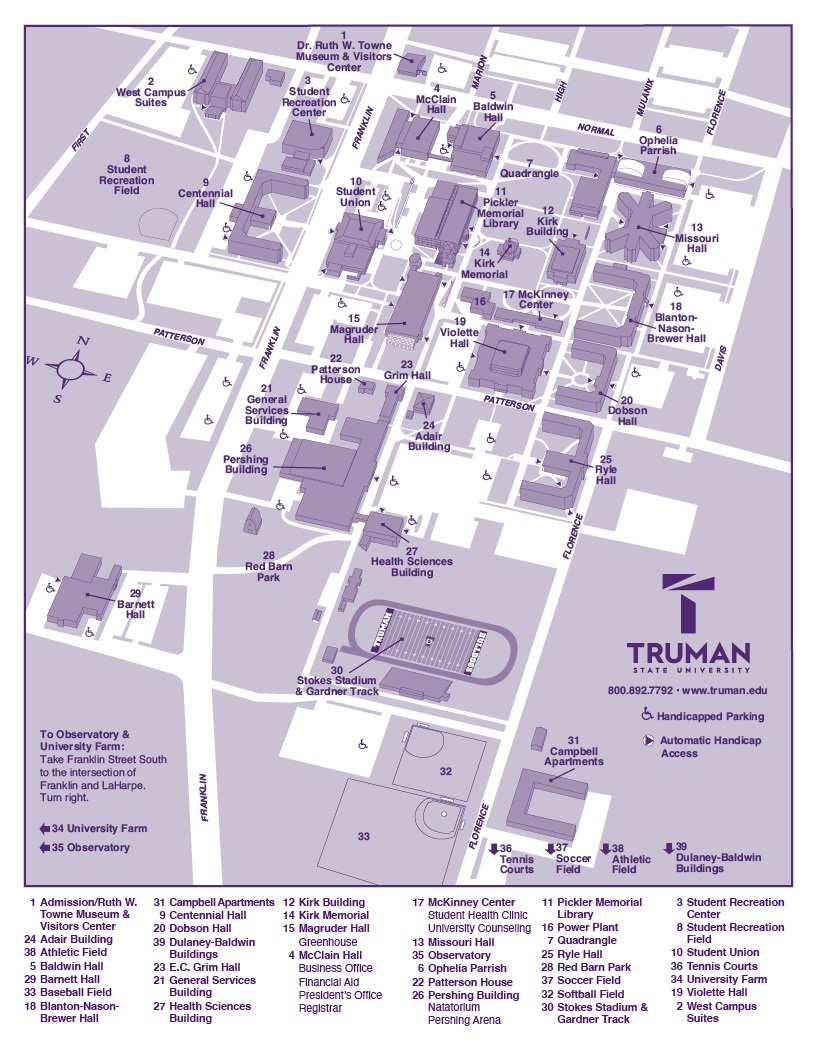 1
Dr. Ruth W. Towne
Museum & Visitors
Center
2
West Campus
Suites
3
Student
Recreation
Center
4
McClain
Hall
5
Baldwin
Hall
MARION
HIGH
MULANIX
FLORENCE
NORMAL
FRANKLIN
FIRST
6
Ophelia
Parrish
7
Quadrangle
8
Student
Recreation
Field
9
Centennial
Hall
10
Student
Union
11
Pickler
Memorial
Library
12
Kirk
Building
13
Missouri
Hall
14
Kirk
Memorial
15
Magruder
Hall
16
17 McKinney
Center
18
Blanton-
Nason-
Brewer Hall
19
Violette
Hall
PATTERSON
FRANKLIN
DAVIS
N
W
E
S
22
Patterson
House
23
Grim Hall
21
General
Services
Building
PATTERSON
20
Dobson
Hall
24
Adair
Building
26
Pershing
Building
25
Ryle
Hall
FLORENCE
27
Health Sciences
Building
28
Red Barn
Park
29
Barnett
Hall
TRUMAN
BULLDOGS
30
Stokes Stadium
& Gardner Track
TRUMAN
STATE UNIVERSITY
800.892.7792 • www.truman.edu
Handicapped Parking
Automatic Handicap
Access
To Observatory &
University Farm:
Take Franklin Street South
to the intersection of
Franklin and LaHarpe.
Turn right.
34 University Farm
35 Observatory
FRANKLIN
31
Campbell
Apartments
32
33
FLORENCE
36
Tennis
Courts
37
Soccer
Field
38
Athletic
Field
39
Dulaney-Baldwin
Buildings
1 Admission/Ruth W.
Towne Museum &
Visitors Center
24 Adair Building
38 Athletic Field
5 Baldwin Hall
29 Barnett Hall
33 Baseball Field
18 Blanton-Nason-
Brewer Hall
31 Campbell Apartments
9 Centennial Hall
20 Dobson Hall
39 Dulaney-Baldwin
Buildings
23 E.C. Grim Hall
21 General Services
Building
27 Health Sciences
Building
12 Kirk Building
14 Kirk Memorial
15 Magruder Hall
Greenhouse
4 McClain Hall
Business Office
Financial Aid
President's Office
Registrar
17 McKinney Center
Student Health Clinic
University Counseling
13 Missouri Hall
35 Observatory
6 Ophelia Parrish
22 Patterson House
26 Pershing Building
Natatorium
Pershing Arena
11 Pickler Memorial
Library
16 Power Plant
7 Quadrangle
25 Ryle Hall
28 Red Barn Park
37 Soccer Field
32 Softball Field
30 Stokes Stadium &
Gardner Track
3 Student Recreation
Center
8 Student Recreation
Field
10 Student Union
36 Tennis Courts
34 University Farm
19 Violette Hall
2 West Campus
Suites